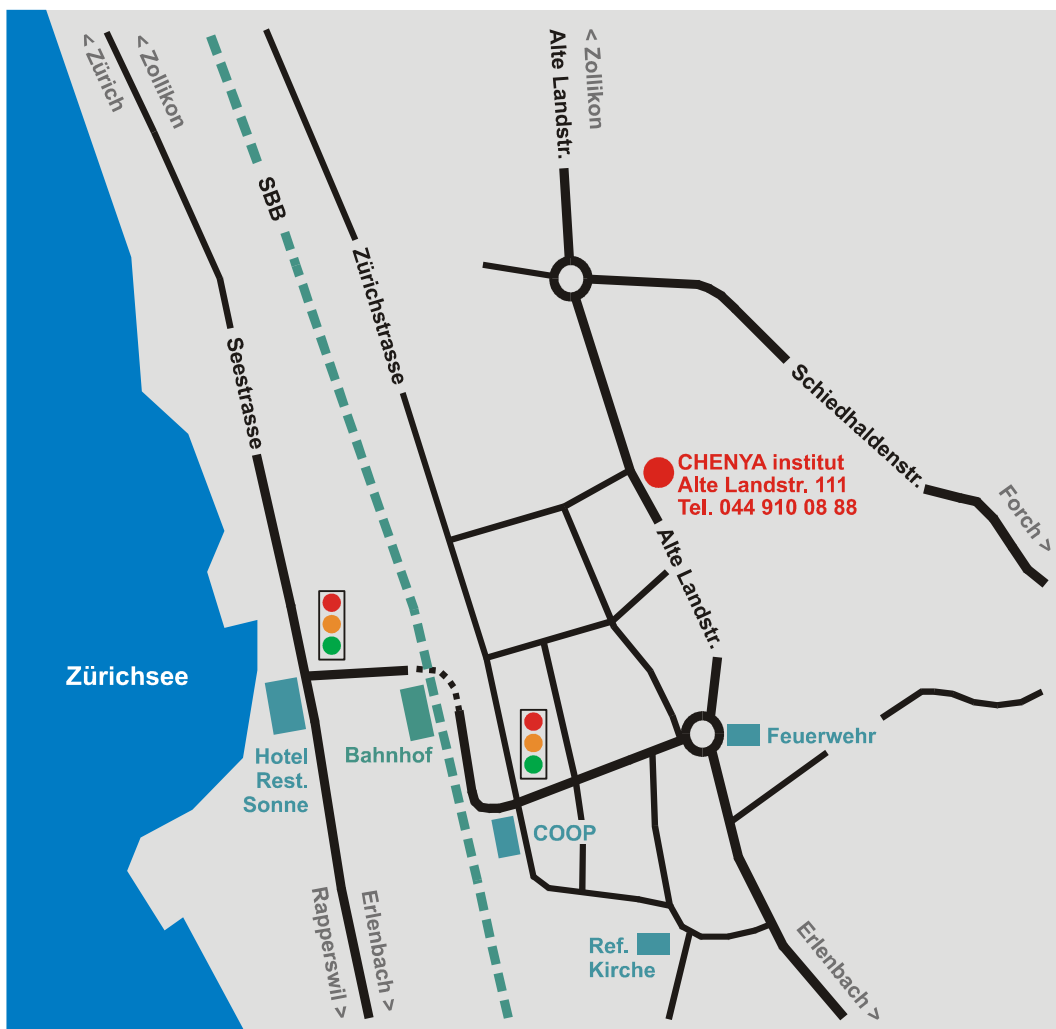 < Zürich
< Zollikon
SBB
Alte Landstr.
< Zollikon
Zürichstrasse
Seestrasse
Schiedhaldenstr.
CHENYA institut
Alte Landstr. 111
Tel. 044 910 08 88
Forch >
Alte Landstr.
Zürichsee
Hotel
Rest.
Sonne
Bahnhof
Feuerwehr
COOP
Rapperswil >
Erlenbach >
Ref.
Kirche
Erlenbach >